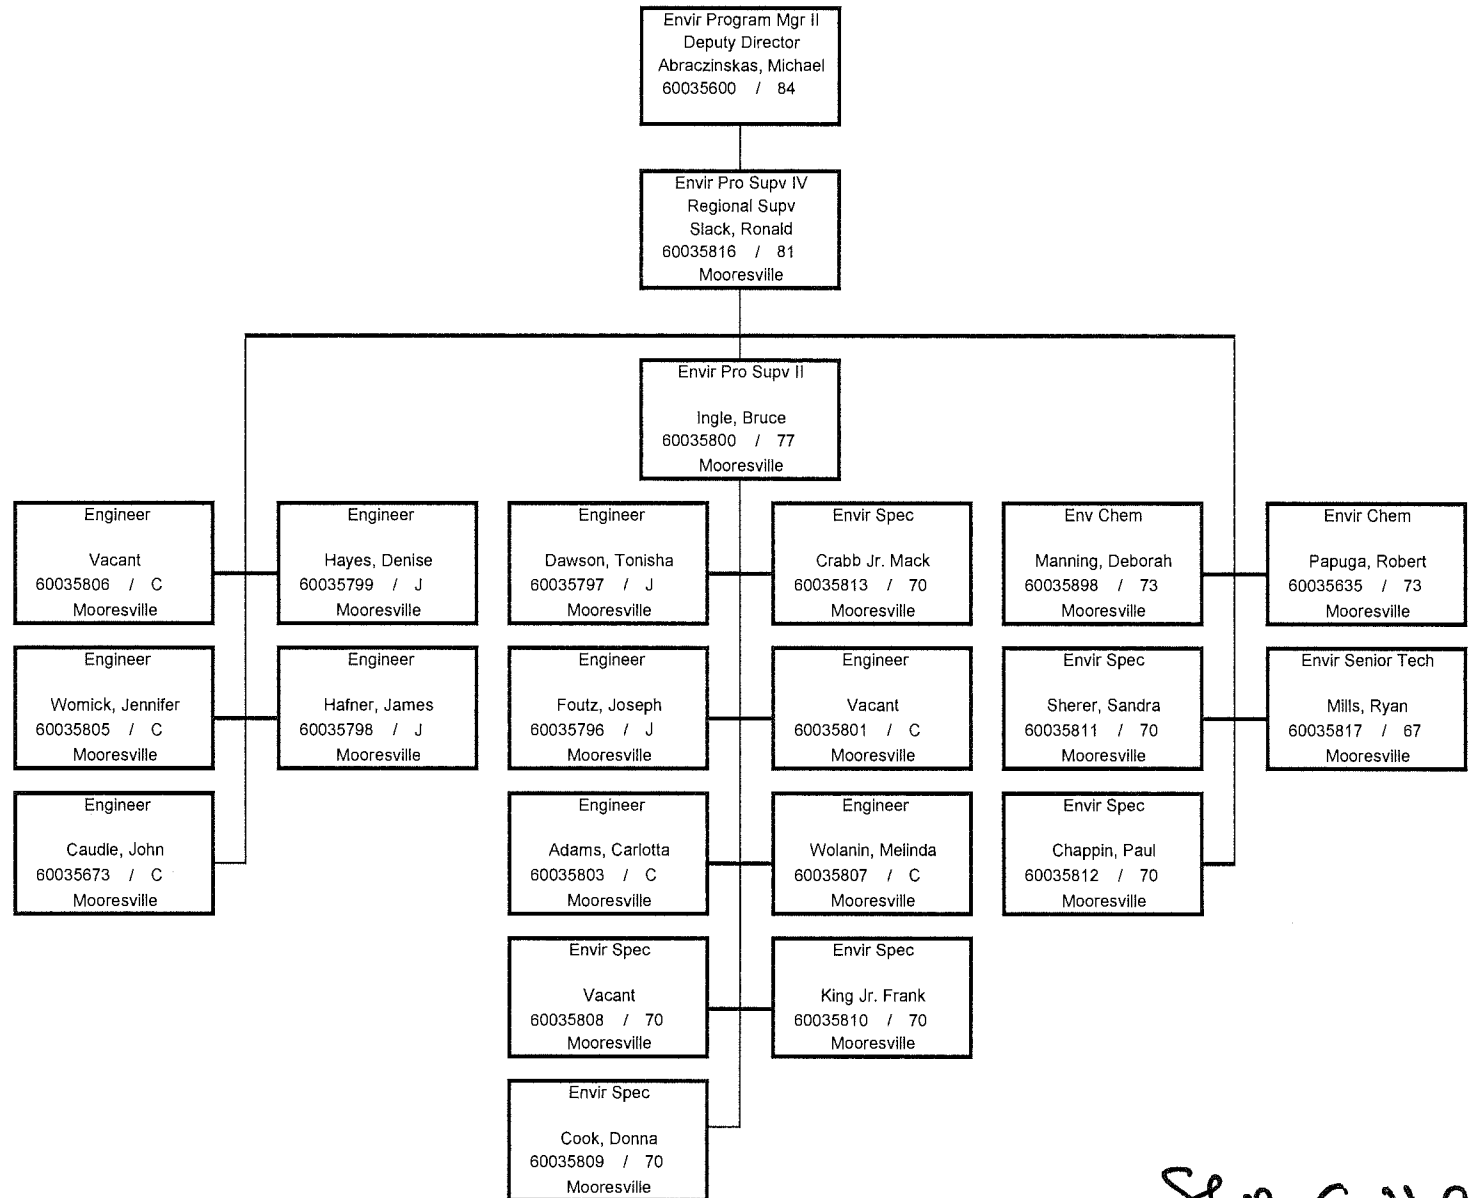 Envir Program Mgr II
Deputy Director
Abraczinskas, Michael
60035600 / 84
Envir Pro Supv IV
Regional Supv
Slack, Ronald
60035816 / 81
Mooresville
Envir Pro Supv II
Ingle, Bruce
60035800 / 77
Mooresville
Engineer
Vacant
60035806 / C
Mooresville
Engineer
Hayes, Denise
60035799 / J
Mooresville
Engineer
Dawson, Tonisha
60035797 / J
Mooresville
Envir Spec
Crabb Jr. Mack
60035813 / 70
Mooresville
Env Chem
Manning, Deborah
60035898 / 73
Mooresville
Envir Chem
Papuga, Robert
60035635 / 73
Mooresville
Engineer
Womick, Jennifer
60035805 / C
Mooresville
Engineer
Hafner, James
60035798 / J
Mooresville
Engineer
Foutz, Joseph
60035796 / J
Mooresville
Engineer
Vacant
60035801 / C
Mooresville
Envir Spec
Sherer, Sandra
60035811 / 70
Mooresville
Envir Senior Tech
Mills, Ryan
60035817 / 67
Mooresville
Engineer
Caudle, John
60035673 / C
Mooresville
Engineer
Adams, Carlotta
60035803 / C
Mooresville
Engineer
Wolanin, Melinda
60035807 / C
Mooresville
Envir Spec
Chappin, Paul
60035812 / 70
Mooresville
Envir Spec
Vacant
60035808 / 70
Mooresville
Envir Spec
King Jr. Frank
60035810 / 70
Mooresville
Envir Spec
Cook, Donna
60035809 / 70
Mooresville